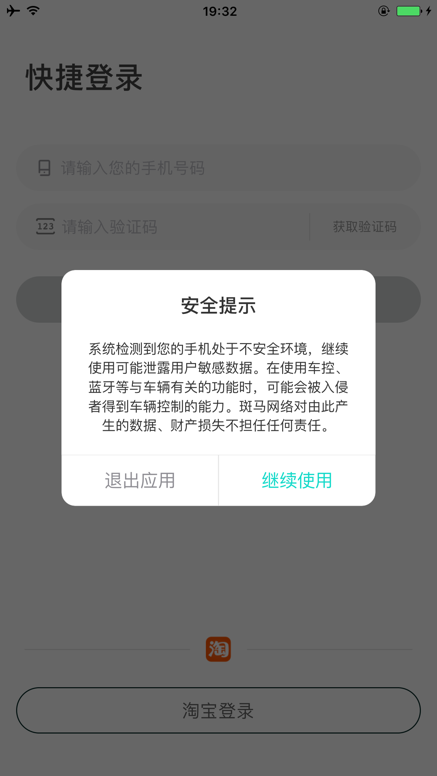 19:32
快捷登录
请输入您的手机号码
123
请输入验证码
获取验证码
安全提示
系统检测到您的手机处于不安全环境，继续
使用可能泄露用户敏感数据。在使用车控、
蓝牙等与车辆有关的功能时，可能会被入侵
者得到车辆控制的能力。斑马网络对由此产
生的数据、财产损失不担任任何责任。
退出应用
继续使用
淘
淘宝登录